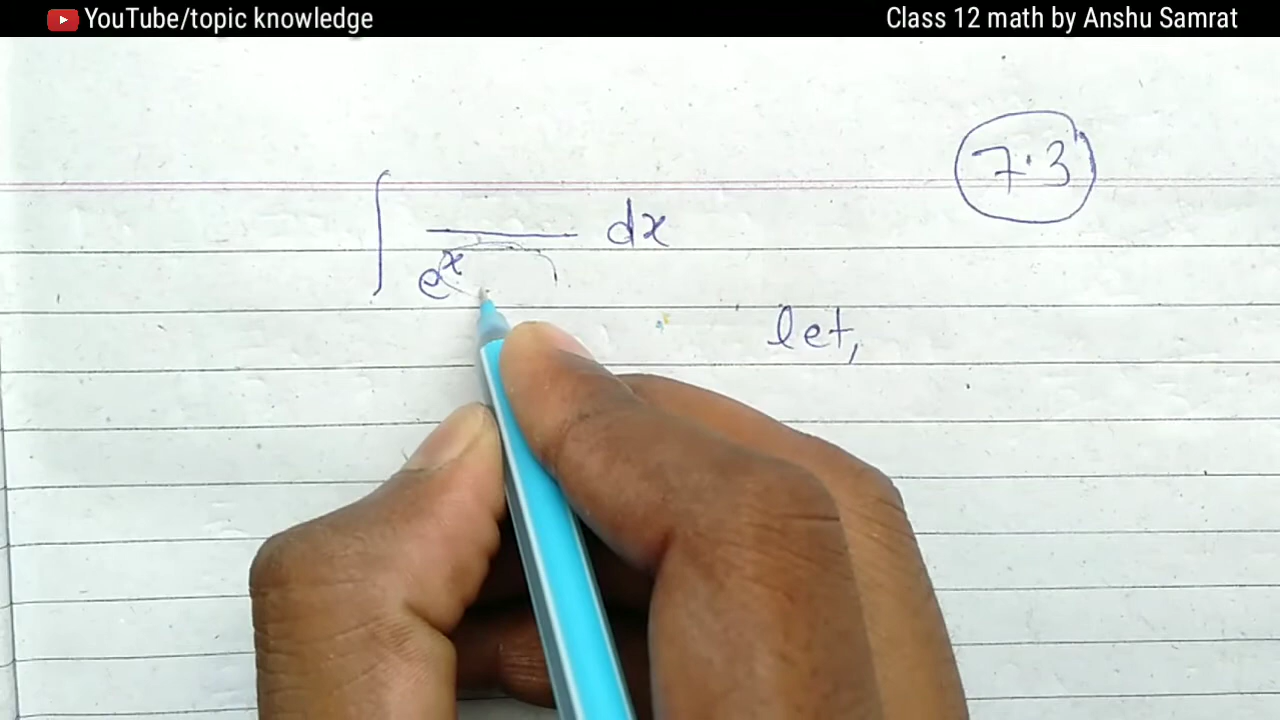 YouTube/topic knowledge
Class 12 math by Anshu Samrat
7.3
∫ ―― dx
e^x
let,